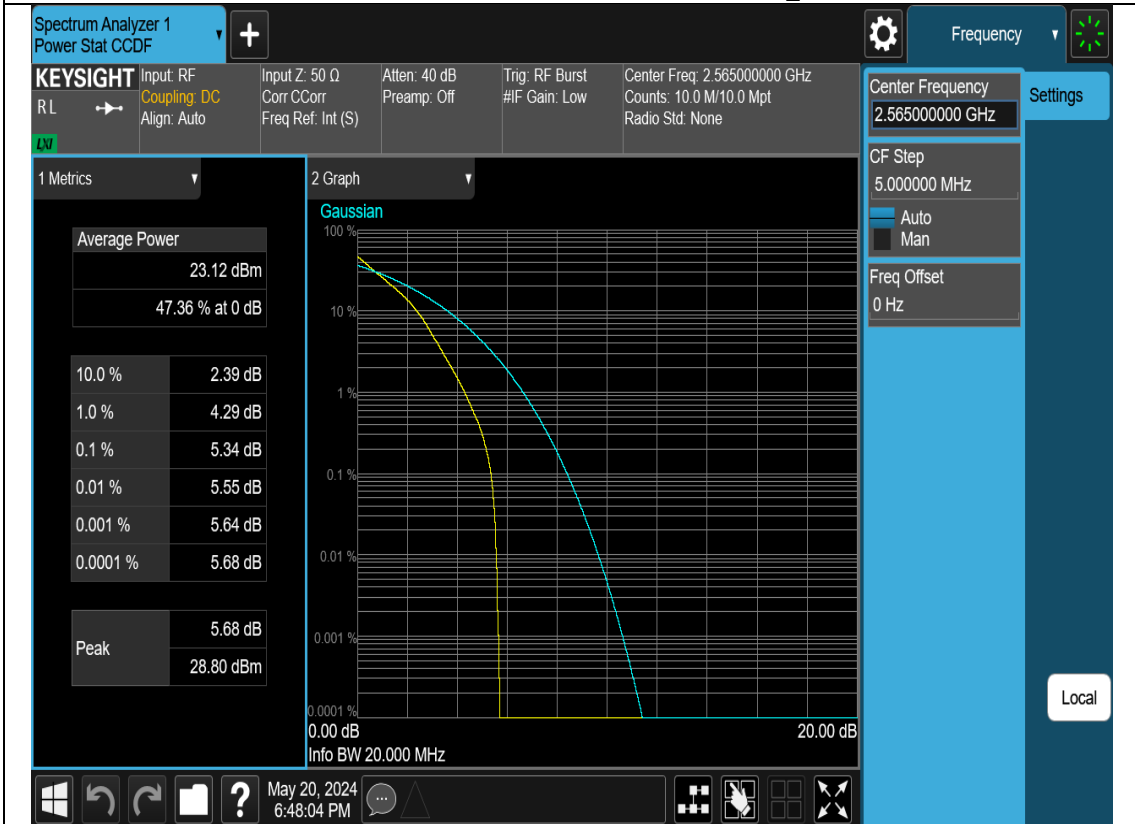 Spectrum Analyzer 1
Power Stat CCDF
Frequency
KEYSIGHT
R L
LXI
Input: RF
Coupling: DC
Align: Auto
Input Z: 50 Ω
Corr CCorr
Freq Ref: Int (S)
Atten: 40 dB
Preamp: Off
Trig: RF Burst
#IF Gain: Low
Center Freq: 2.565000000 GHz
Counts: 10.0 M/10.0 Mpt
Radio Std: None
Center Frequency
2.565000000 GHz
Settings
CF Step
5.000000 MHz
Auto
Man
Freq Offset
0 Hz
1 Metrics
Average Power
23.12 dBm
47.36 % at 0 dB
10.0 % 2.39 dB
1.0 % 4.29 dB
0.1 % 5.34 dB
0.01 % 5.55 dB
0.001 % 5.64 dB
0.0001 % 5.68 dB
Peak 5.68 dB
28.80 dBm
2 Graph
Gaussian
100 %
10 %
1 %
0.1 %
0.01 %
0.001 %
0.0001 %
0.00 dB 20.00 dB
Info BW 20.000 MHz
Local
?
May 20, 2024
6:48:04 PM